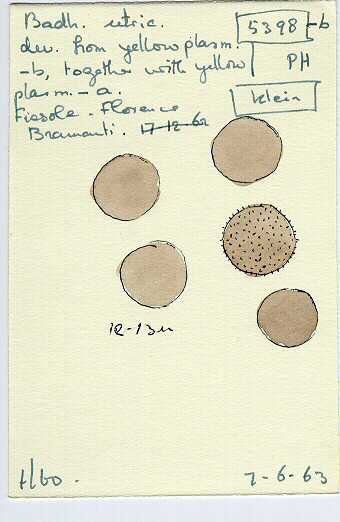 Badh. utric.
5398 -b
dev. from yellow plasm.
-b, together with yellow
PH
plasm. - a.
Klein
Fiesole - Florence
Bramanti. 17-12-62
12-13 µ
7-6-63